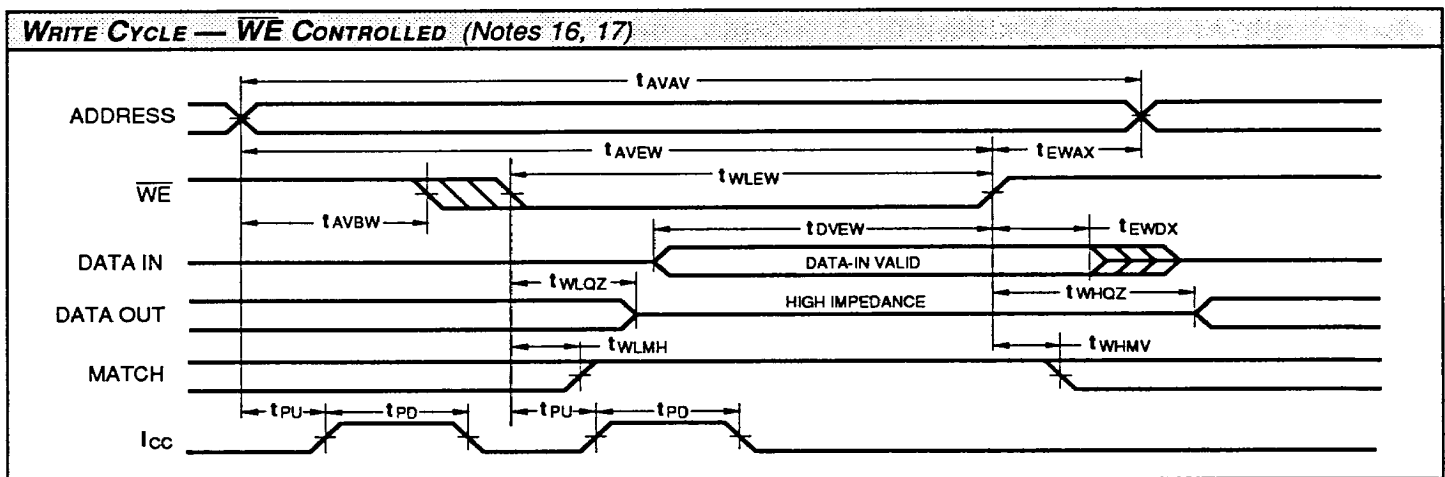 WRITE CYCLE — WE CONTROLLED (Notes 16, 17)
tAVAV
ADDRESS
tAVEW tEWAX
WE
tWLEW
tAVBW
tDVEW tEWDX
DATA IN
DATA-IN VALID
tWLQZ tWHQZ
DATA OUT
HIGH IMPEDANCE
tWLMH tWHMV
MATCH
tPU tPD tPU tPD
ICC